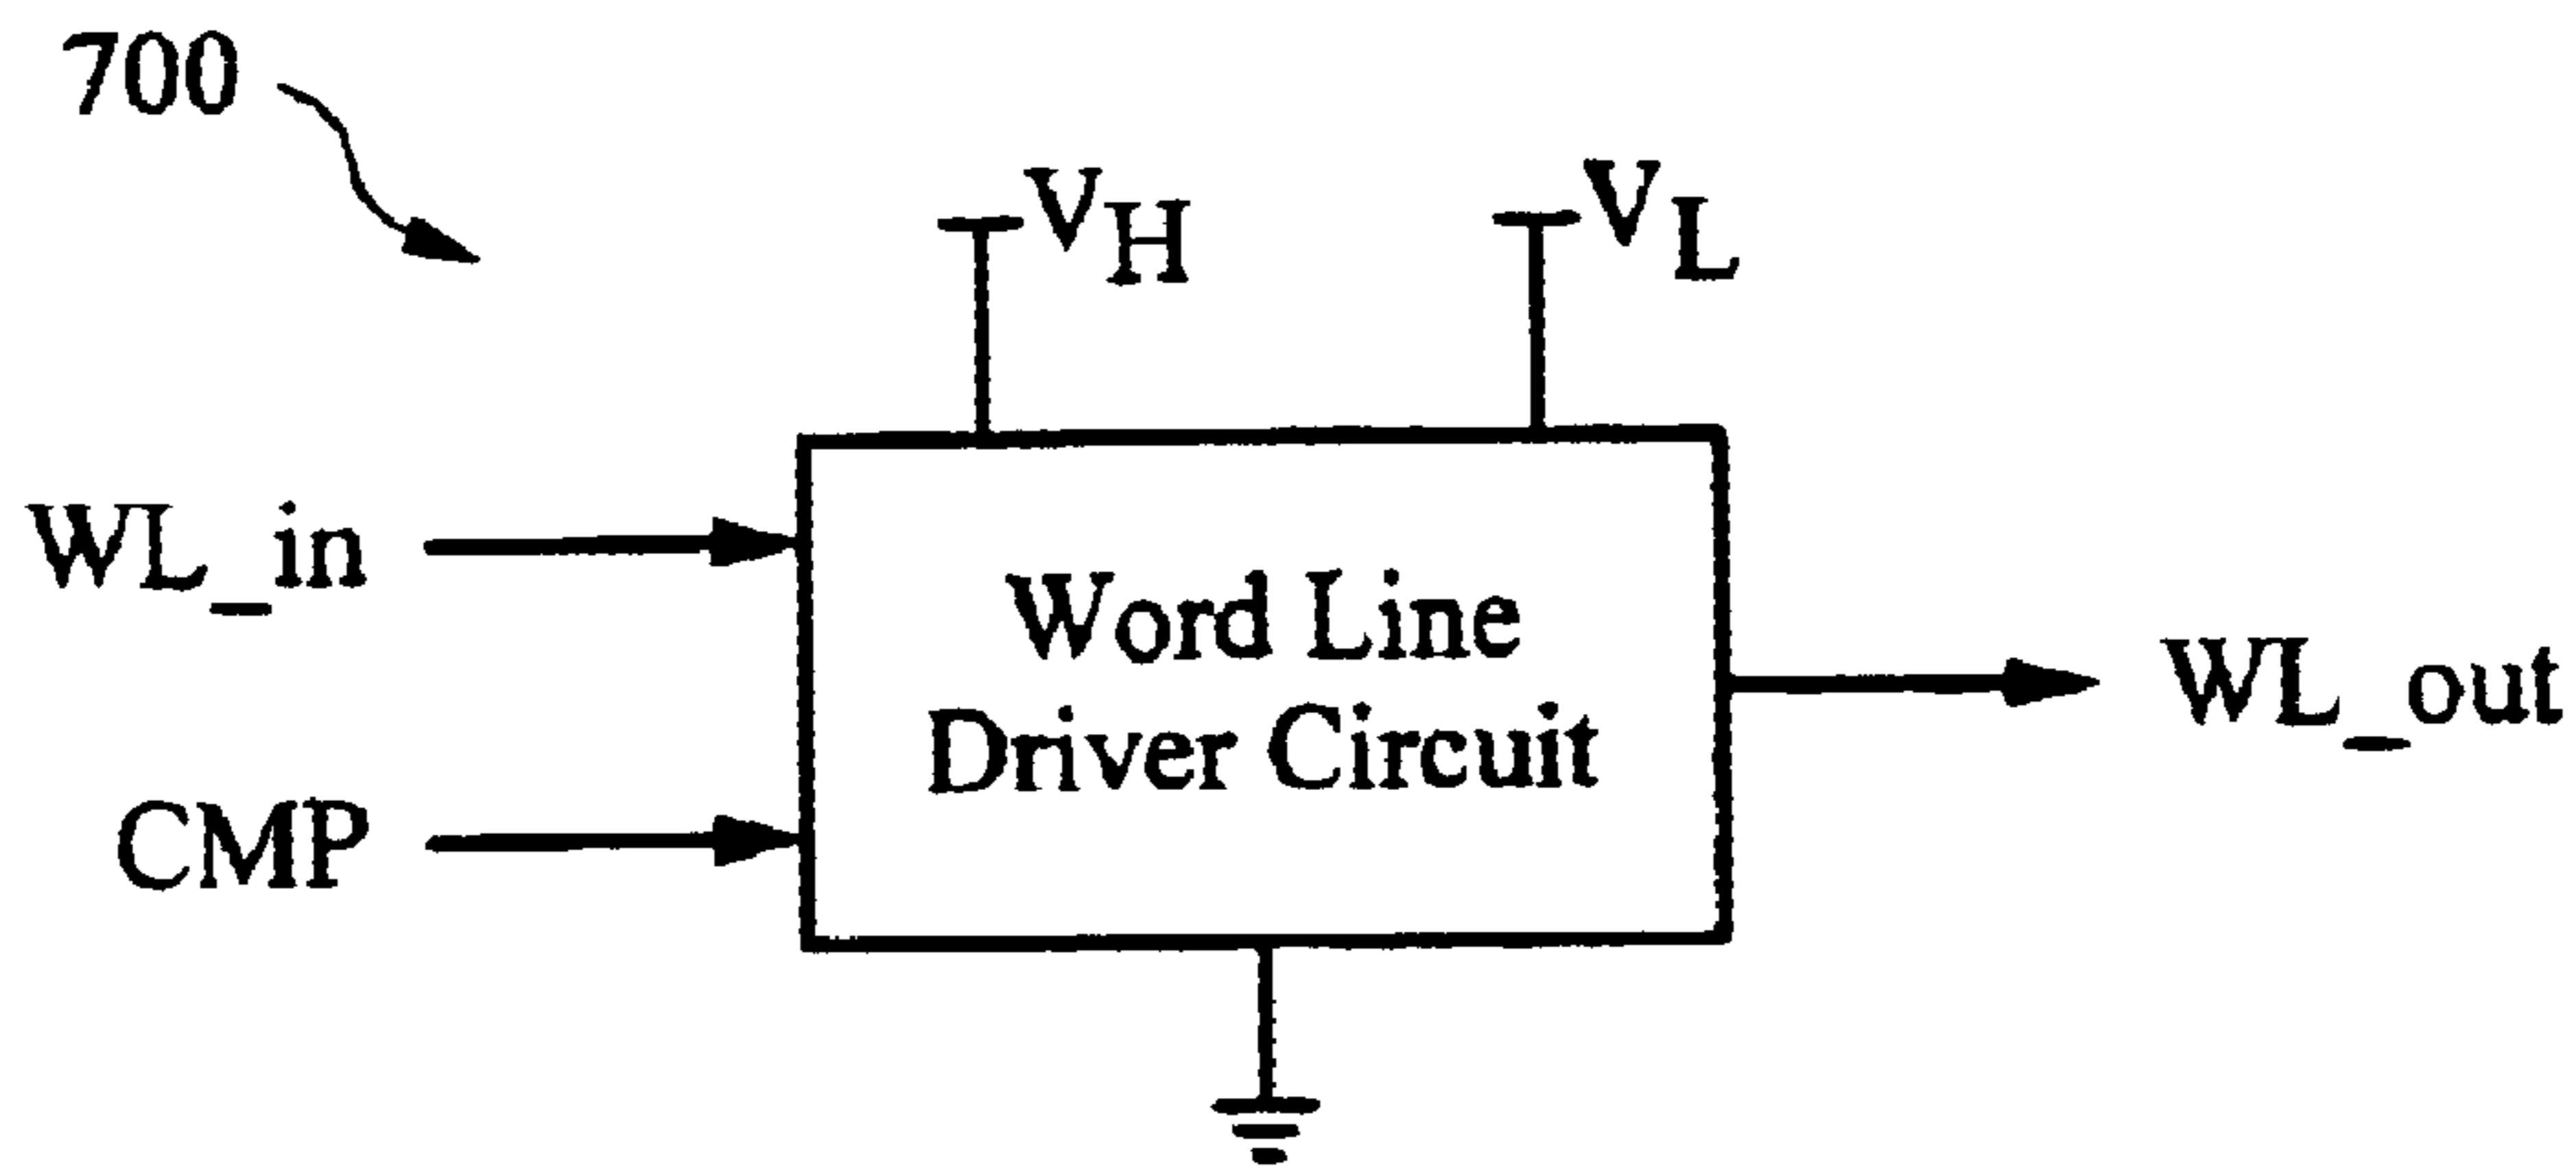 700
VH
VL
WL_in
Word Line
Driver Circuit
WL_out
CMP